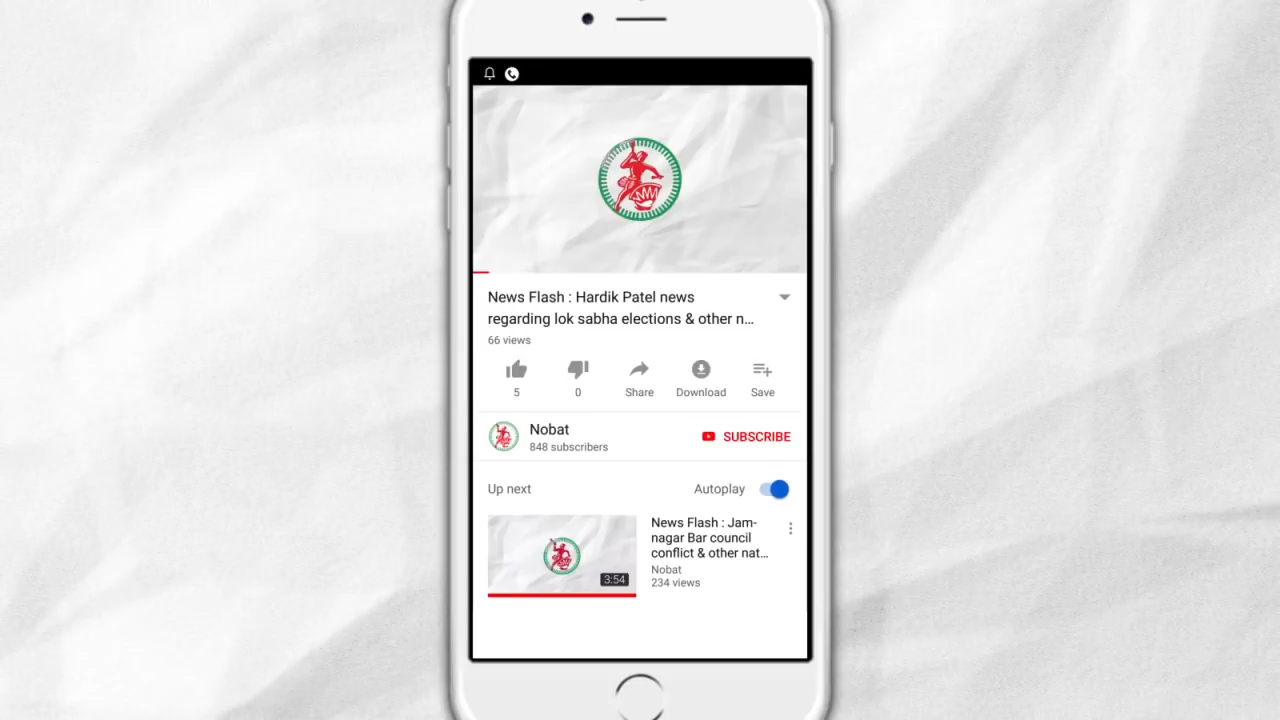 News Flash : Hardik Patel news
regarding lok sabha elections & other n...
66 views
5
0
Share
Download
Save
Nobat
848 subscribers
SUBSCRIBE
Up next
Autoplay
3:54
News Flash : Jam-
nagar Bar council
conflict & other nat...
Nobat
234 views